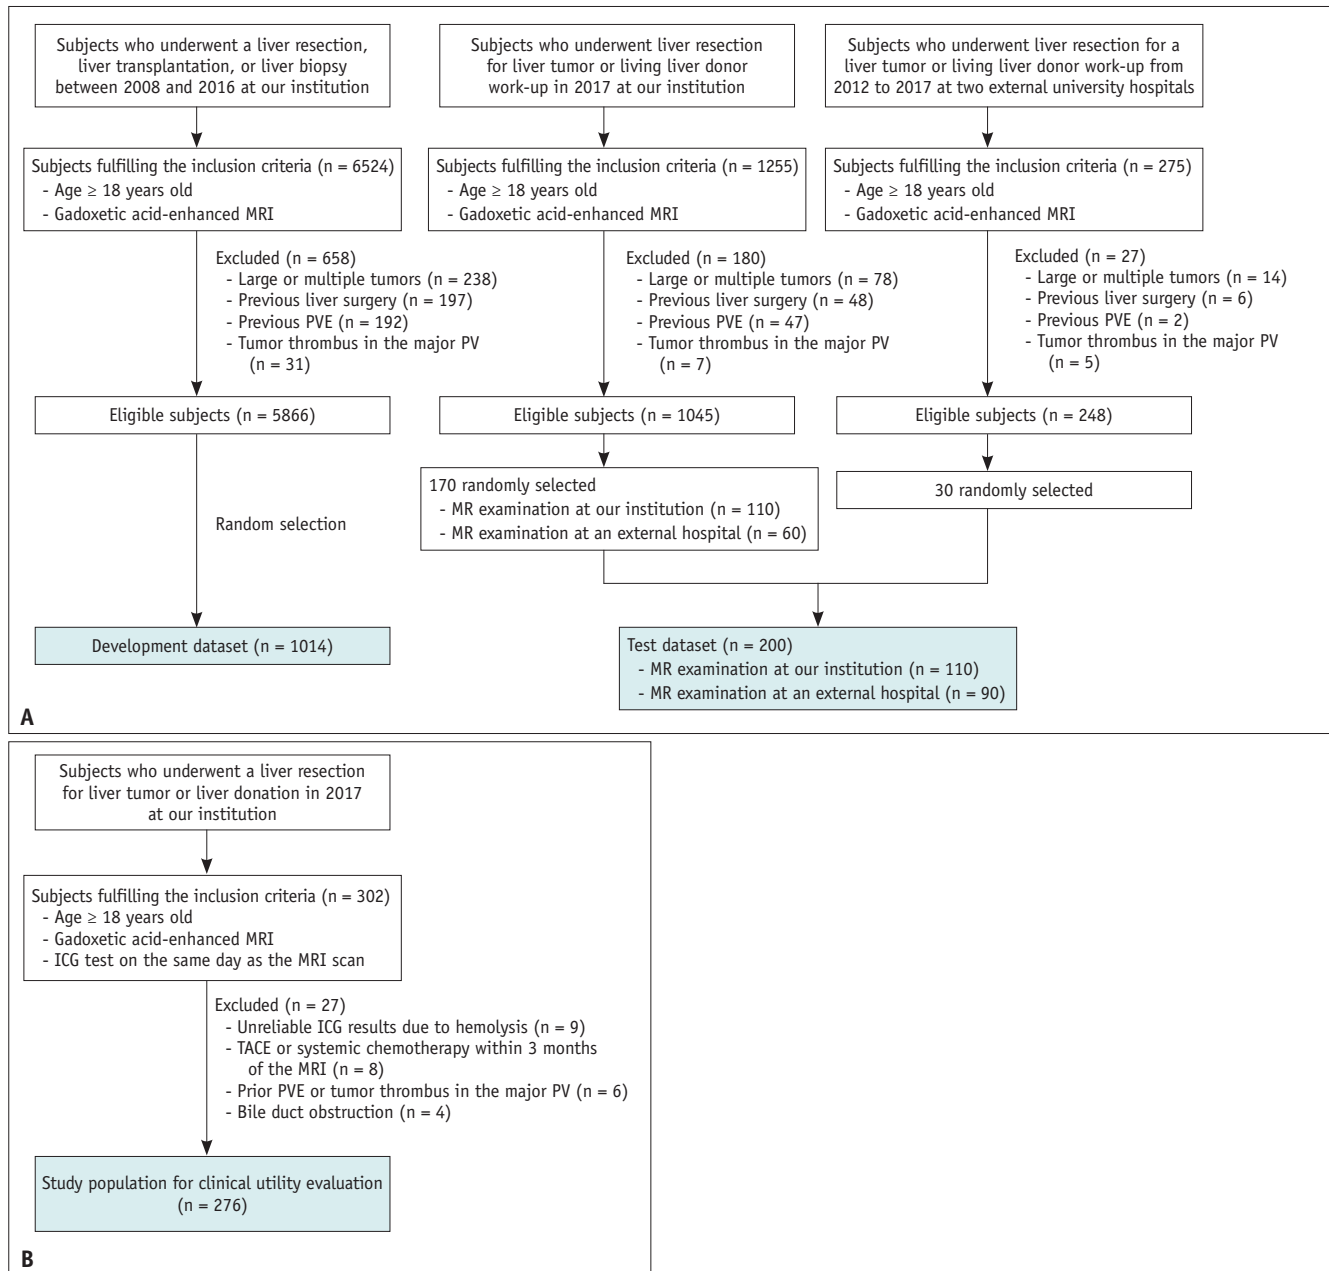 Subjects who underwent a liver resection,
liver transplantation, or liver biopsy
between 2008 and 2016 at our institution
Subjects fulfilling the inclusion criteria (n = 6524)
- Age ≥ 18 years old
- Gadoxetic acid-enhanced MRI
Excluded (n = 658)
- Large or multiple tumors (n = 238)
- Previous liver surgery (n = 197)
- Previous PVE (n = 192)
- Tumor thrombus in the major PV
(n = 31)
Eligible subjects (n = 5866)
Random selection
Development dataset (n = 1014)
Subjects who underwent liver resection
for liver tumor or living liver donor
work-up in 2017 at our institution
Subjects fulfilling the inclusion criteria (n = 1255)
- Age ≥ 18 years old
- Gadoxetic acid-enhanced MRI
Excluded (n = 180)
- Large or multiple tumors (n = 78)
- Previous liver surgery (n = 48)
- Previous PVE (n = 47)
- Tumor thrombus in the major PV
(n = 7)
Eligible subjects (n = 1045)
170 randomly selected
- MR examination at our institution (n = 110)
- MR examination at an external hospital (n = 60)
Subjects who underwent liver resection for a
liver tumor or living liver donor work-up from
2012 to 2017 at two external university hospitals
Subjects fulfilling the inclusion criteria (n = 275)
- Age ≥ 18 years old
- Gadoxetic acid-enhanced MRI
Excluded (n = 27)
- Large or multiple tumors (n = 14)
- Previous liver surgery (n = 6)
- Previous PVE (n = 2)
- Tumor thrombus in the major PV
(n = 5)
Eligible subjects (n = 248)
30 randomly selected
Test dataset (n = 200)
- MR examination at our institution (n = 110)
- MR examination at an external hospital (n = 90)
A
Subjects who underwent a liver resection
for liver tumor or liver donation in 2017
at our institution
Subjects fulfilling the inclusion criteria (n = 302)
- Age ≥ 18 years old
- Gadoxetic acid-enhanced MRI
- ICG test on the same day as the MRI scan
Excluded (n = 27)
- Unreliable ICG results due to hemolysis (n = 9)
- TACE or systemic chemotherapy within 3 months
of the MRI (n = 8)
- Prior PVE or tumor thrombus in the major PV (n = 6)
- Bile duct obstruction (n = 4)
Study population for clinical utility evaluation
(n = 276)
B